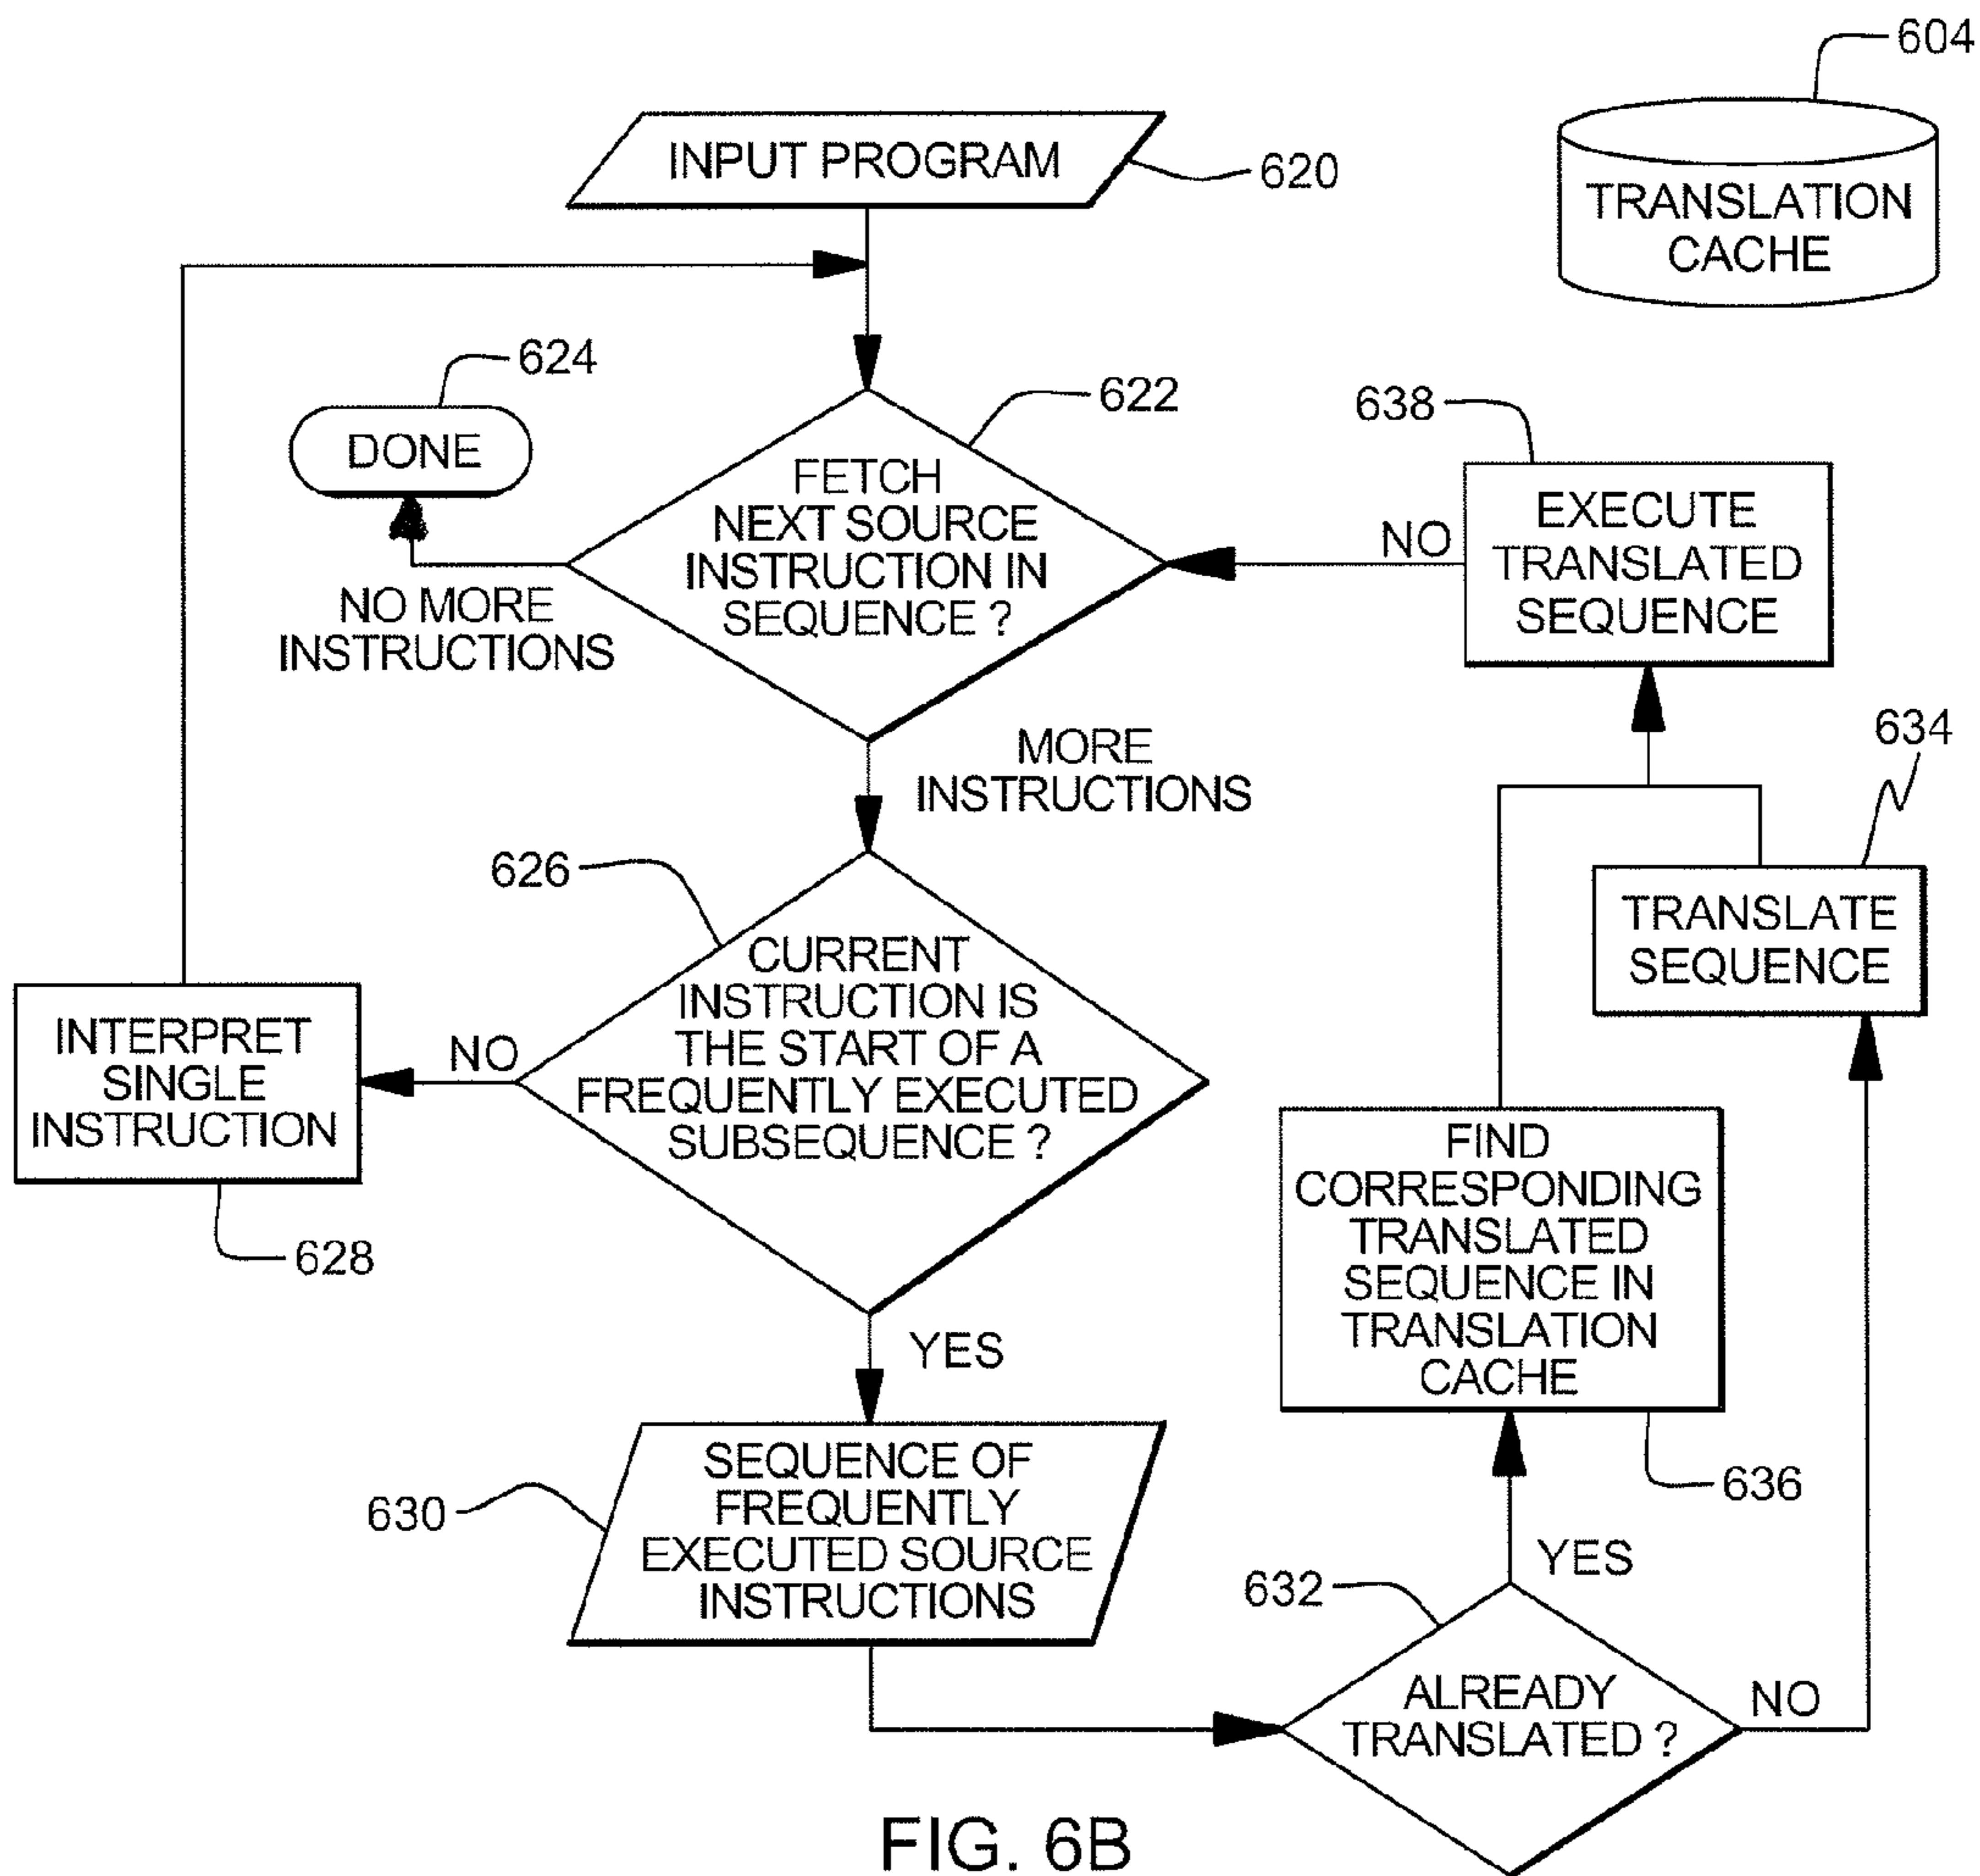 604
INPUT PROGRAM
620
TRANSLATION
CACHE
624
DONE
622
FETCH
NEXT SOURCE
INSTRUCTION IN
SEQUENCE ?
638
EXECUTE
TRANSLATED
SEQUENCE
NO
NO MORE
INSTRUCTIONS
MORE
INSTRUCTIONS
634
TRANSLATE
SEQUENCE
626
CURRENT
INSTRUCTION IS
THE START OF A
FREQUENTLY EXECUTED
SUBSEQUENCE ?
NO
INTERPRET
SINGLE
INSTRUCTION
628
FIND
CORRESPONDING
TRANSLATED
SEQUENCE IN
TRANSLATION
CACHE
636
YES
630
SEQUENCE OF
FREQUENTLY
EXECUTED SOURCE
INSTRUCTIONS
YES
632
ALREADY
TRANSLATED ?
NO
FIG. 6B